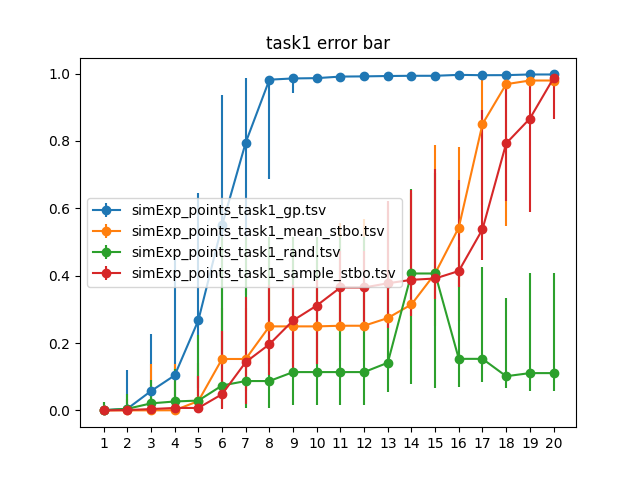 task1 error bar
1.0
0.8
0.6
0.4
0.2
0.0
simExp_points_task1_gp.tsv
simExp_points_task1_mean_stbo.tsv
simExp_points_task1_rand.tsv
simExp_points_task1_sample_stbo.tsv
1 2 3 4 5 6 7 8 9 10 11 12 13 14 15 16 17 18 19 20